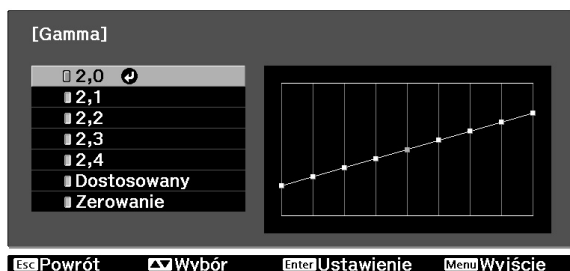 [Gamma]
2,0
2,1
2,2
2,3
2,4
Dostosowany
Zerowanie
Esc Powrót Wybór Enter Ustawienie Menu Wyjście